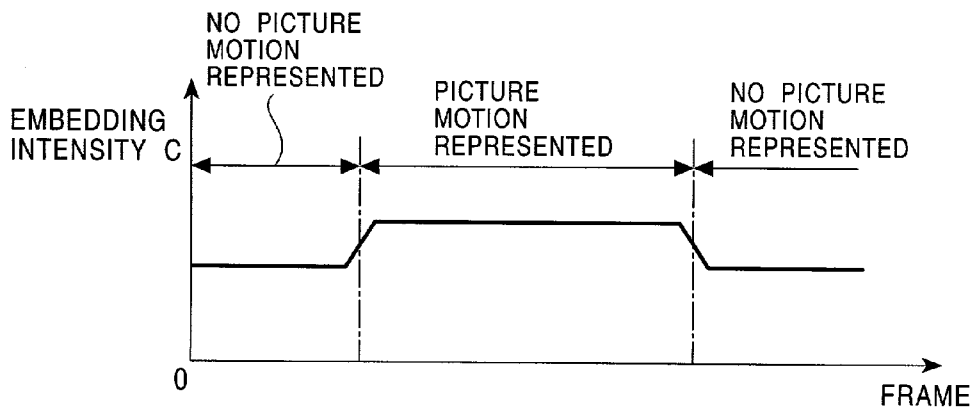 NO PICTURE
MOTION
REPRESENTED
EMBEDDING
INTENSITY C
PICTURE
MOTION
REPRESENTED
NO PICTURE
MOTION
REPRESENTED
0
FRAME